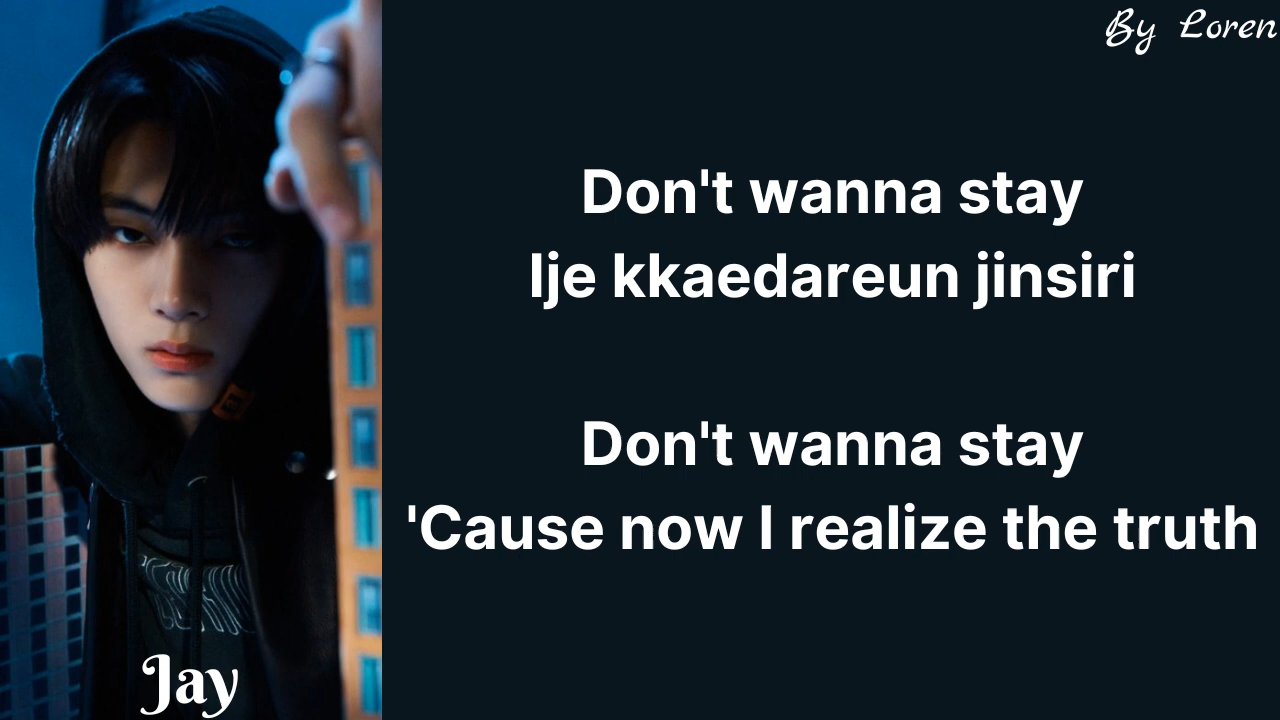 By Loren
Don't wanna stay
Ije kkaedareun jinsiri
Don't wanna stay
'Cause now I realize the truth
Jay